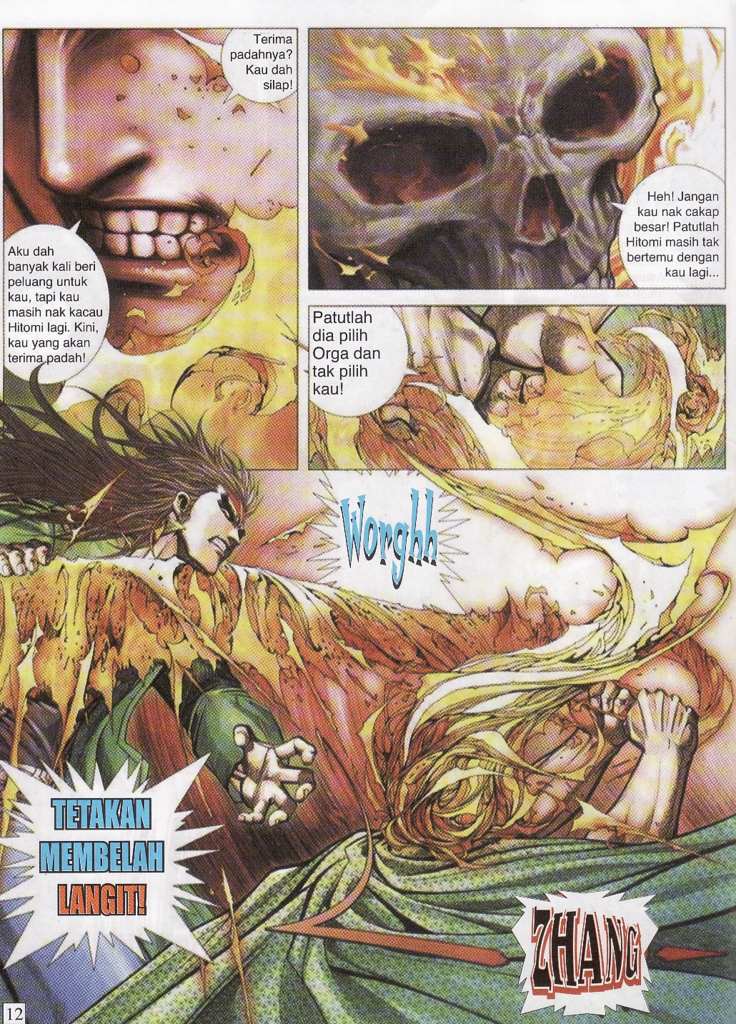 Terima
padahnya?
Kau dah
silap!
Aku dah
banyak kali beri
peluang untuk
kau, tapi kau
masih nak kacau
Hitomi lagi. Kini,
kau yang akan
terima padah!
Heh! Jangan
kau nak cakap
besar! Patutlah
Hitomi masih tak
bertemu dengan
kau lagi...
Patutlah
dia pilih
Orga dan
tak pilih
kau!
Worghh
TETAKAN
MEMBELAH
LANGIT!
ZHANG
12